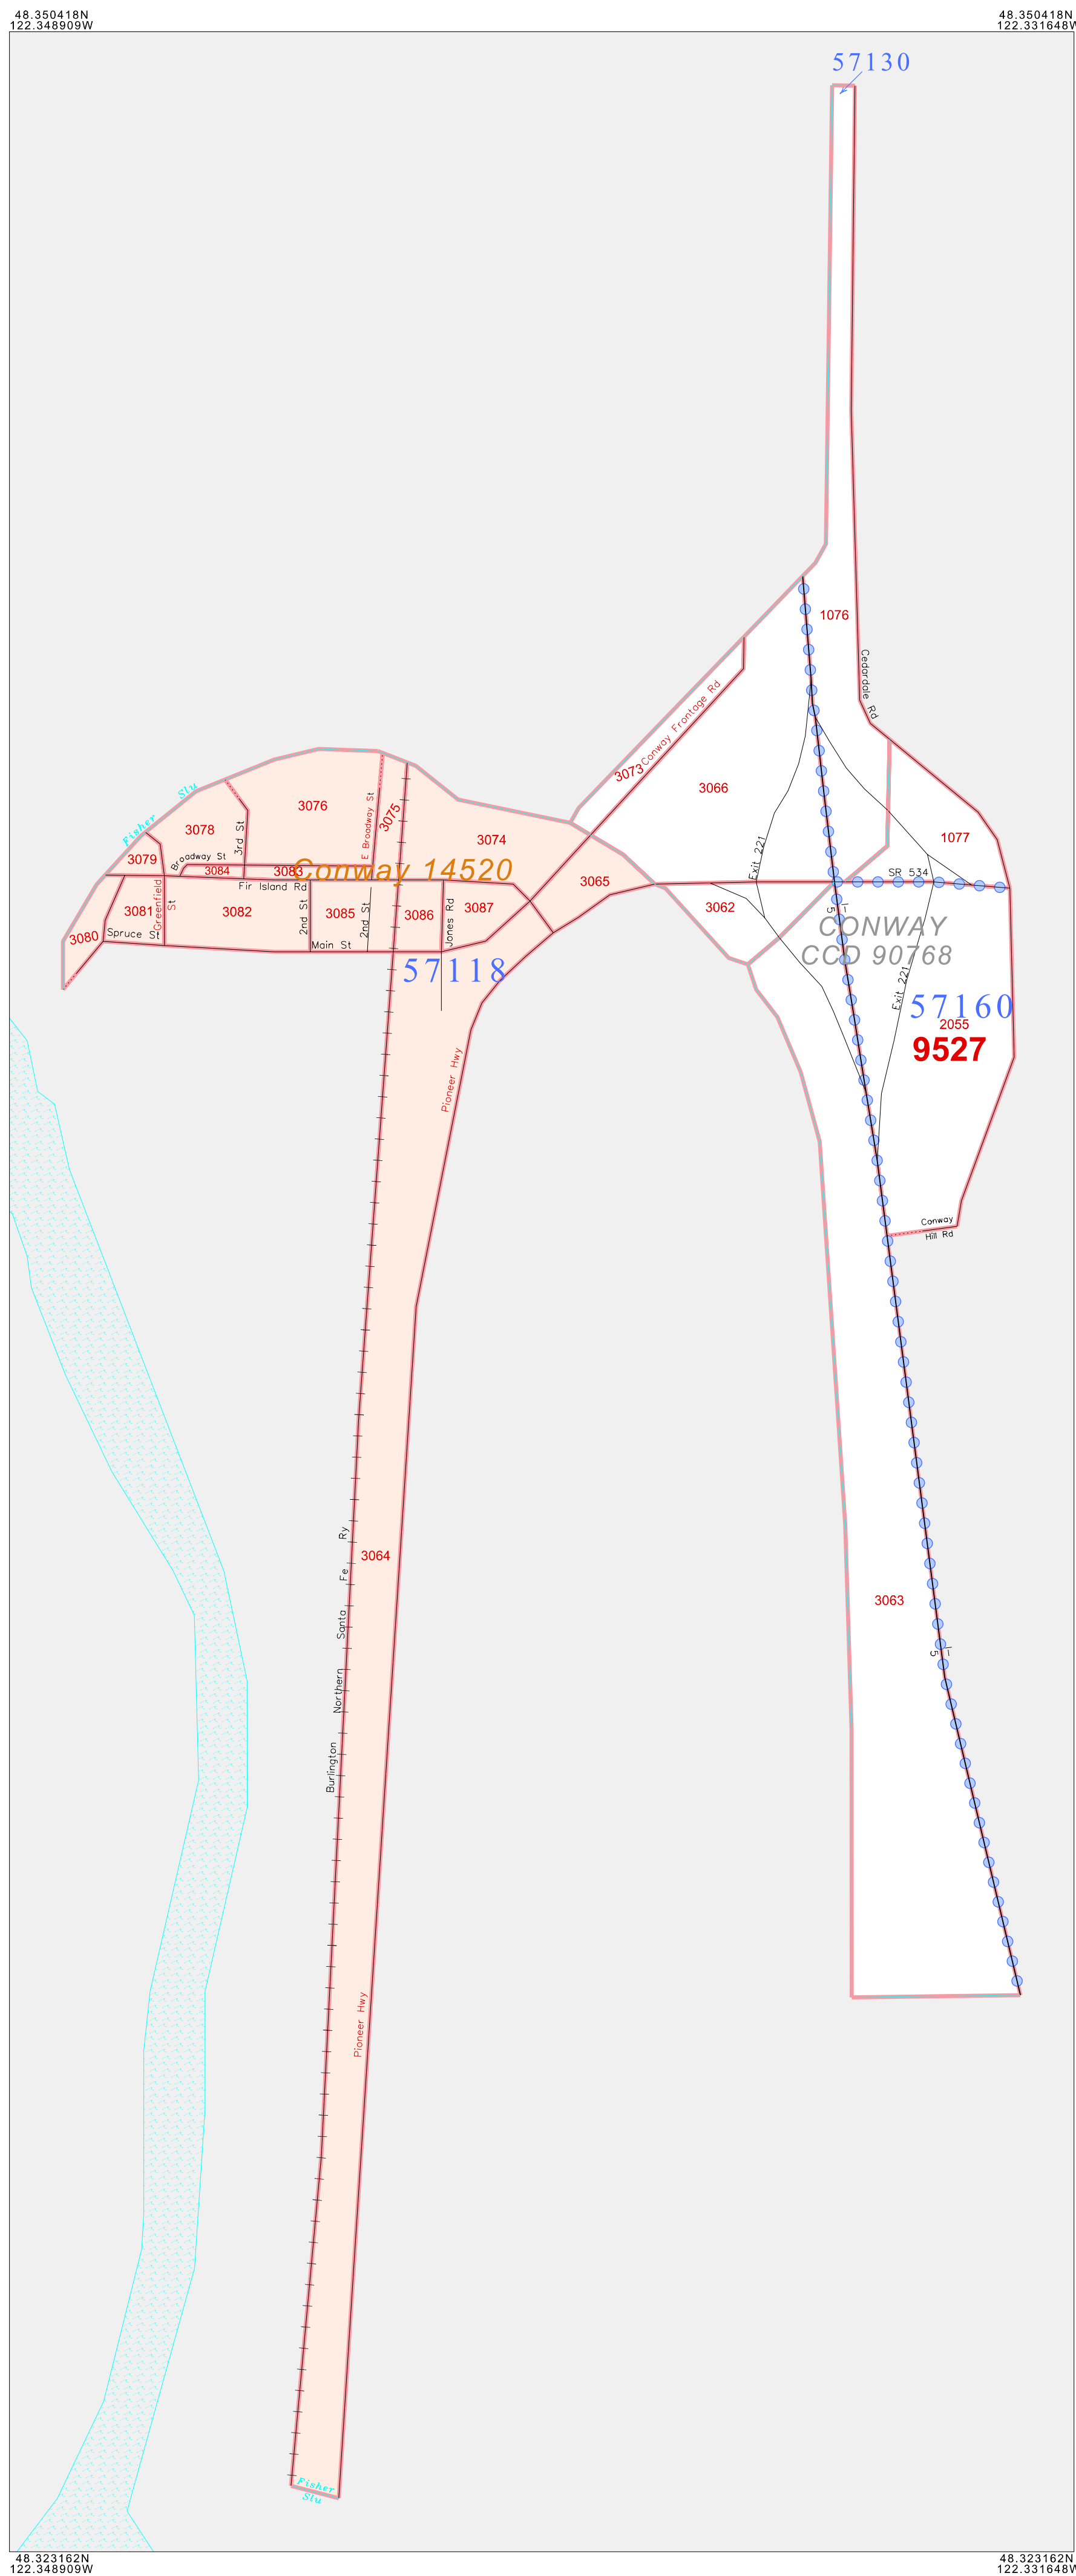 48.350418N
122.348909W
48.350418N
122.331648W
57130
1076
Cedardale Rd
Conway Frontage Rd
3073
3066
Fisher Slu
3076
E Broadway St
3075
3078
3rd St
3074
1077
3079
Broadway St
3084
3083
Conway 14520
Exit 221
SR 534
Fir Island Rd
3065
3081
Greenfield
St
3082
2nd St
3085
2nd St
3086
Jones Rd
3087
3062
I-
5
3080
Spruce St
Main St
CONWAY
CCD 90768
57118
Exit 221
57160
2055
9527
Pioneer Hwy
Conway
Hill Rd
Burlington Northern Santa Fe Ry
3064
3063
I-
5
Pioneer Hwy
Fisher
Slu
48.323162N
122.348909W
48.323162N
122.331648W